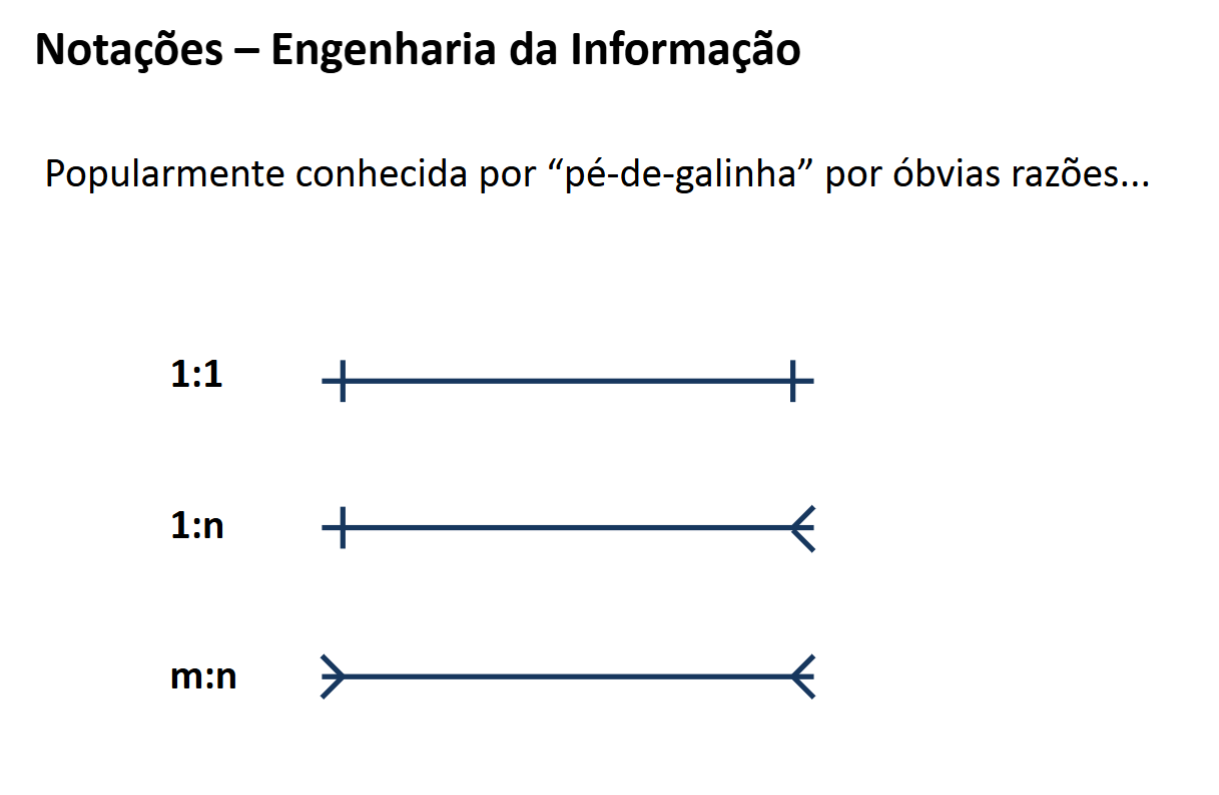 Notações – Engenharia da Informação
Popularmente conhecida por “pé-de-galinha” por óbvias razões...
1:1
1:n
m:n